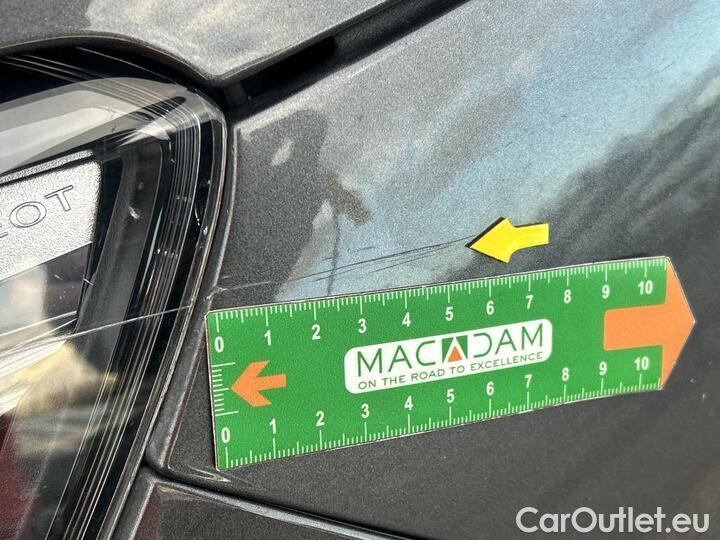 OT
0 1 2 3 4 5 6 7 8 9 10
MACADAM
ON THE ROAD TO EXCELLENCE
0 1 2 3 4 5 6 7 8 9 10
CarOutlet.eu